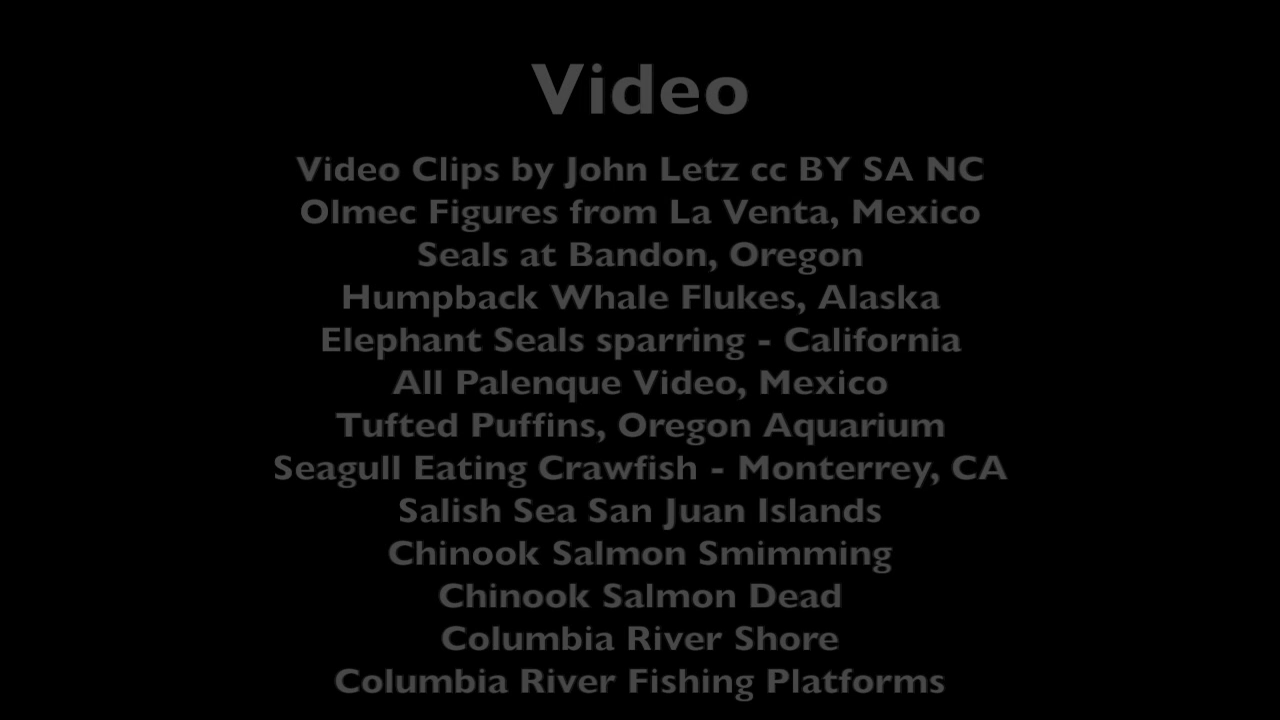 Video
Video Clips by John Letz cc BY SA NC
Olmec Figures from La Venta, Mexico
Seals at Bandon, Oregon
Humpback Whale Flukes, Alaska
Elephant Seals sparring - California
All Palenque Video, Mexico
Tufted Puffins, Oregon Aquarium
Seagull Eating Crawfish - Monterrey, CA
Salish Sea San Juan Islands
Chinook Salmon Smimming
Chinook Salmon Dead
Columbia River Shore
Columbia River Fishing Platforms